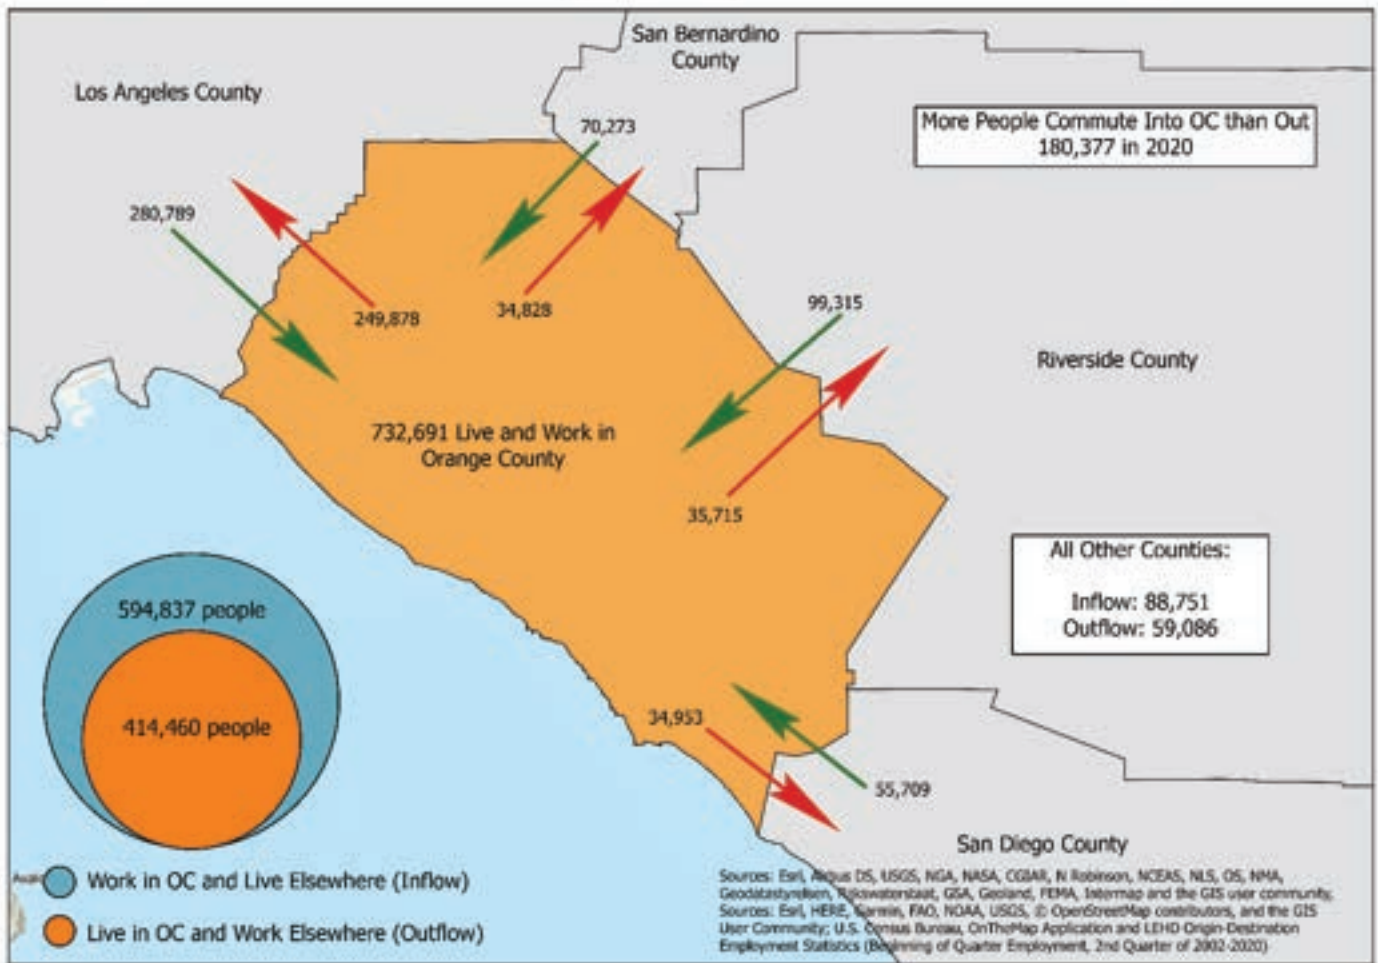 San Bernardino
County
Los Angeles County
More People Commute Into OC than Out
180,377 in 2020
70,273
280,789
249,878
34,828
99,315
Riverside County
732,691 Live and Work in
Orange County
35,715
All Other Counties:
Inflow: 88,751
Outflow: 59,086
594,837 people
414,460 people
34,953
55,709
San Diego County
Work in OC and Live Elsewhere (Inflow)
Live in OC and Work Elsewhere (Outflow)
Sources: Esri, Airbus DS, USGS, NGA, NASA, CGIAR, N Robinson, NCEAS, NLS, OS, NMA,
Geodatastyrelsen, Rijkswaterstaat, GSA, Geoland, FEMA, Intermap and the GIS user community,
Sources: Esri, HERE, Garmin, FAO, NOAA, USGS, © OpenStreetMap contributors, and the GIS
User Community; U.S. Census Bureau, OnTheMap Application and LEHD Origin-Destination
Employment Statistics (Beginning of Quarter Employment, 2nd Quarter of 2002-2020)